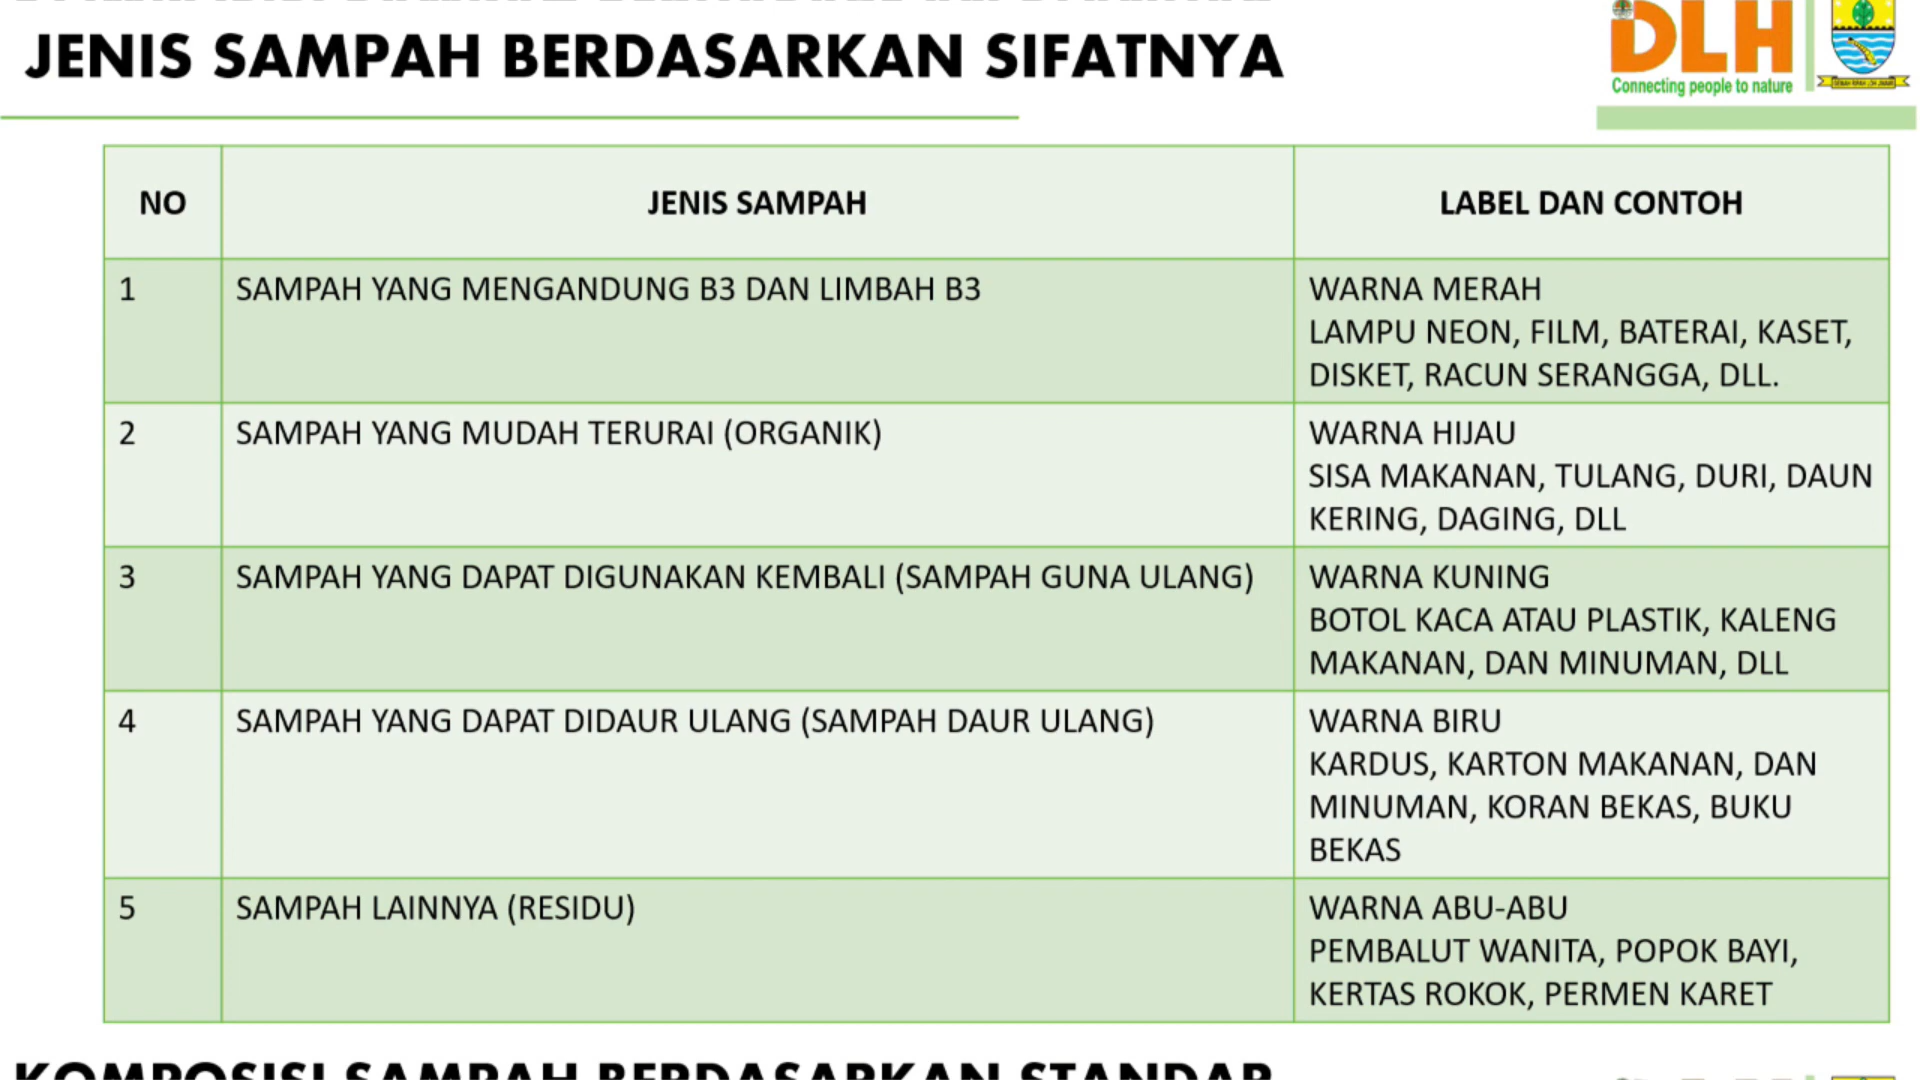 JENIS SAMPAH BERDASARKAN SIFATNYA
DLH
Connecting people to nature
NO
JENIS SAMPAH
LABEL DAN CONTOH
1
SAMPAH YANG MENGANDUNG B3 DAN LIMBAH B3
WARNA MERAH
LAMPU NEON, FILM, BATERAI, KASET,
DISKET, RACUN SERANGGA, DLL.
2
SAMPAH YANG MUDAH TERURAI (ORGANIK)
WARNA HIJAU
SISA MAKANAN, TULANG, DURI, DAUN
KERING, DAGING, DLL
3
SAMPAH YANG DAPAT DIGUNAKAN KEMBALI (SAMPAH GUNA ULANG)
WARNA KUNING
BOTOL KACA ATAU PLASTIK, KALENG
MAKANAN, DAN MINUMAN, DLL
4
SAMPAH YANG DAPAT DIDAUR ULANG (SAMPAH DAUR ULANG)
WARNA BIRU
KARDUS, KARTON MAKANAN, DAN
MINUMAN, KORAN BEKAS, BUKU
BEKAS
5
SAMPAH LAINNYA (RESIDU)
WARNA ABU-ABU
PEMBALUT WANITA, POPOK BAYI,
KERTAS ROKOK, PERMEN KARET
KOMPOSISI SAMPAH BERDASARKAN STANDAR